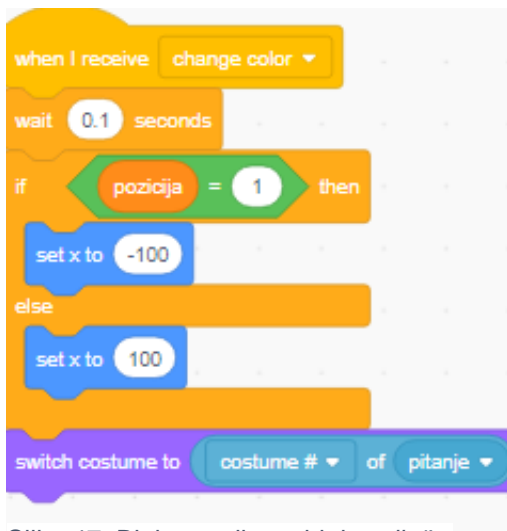 when I receive change color
wait 0.1 seconds
if pozicija = 1 then
set x to -100
else
set x to 100
switch costume to costume # of pitanje